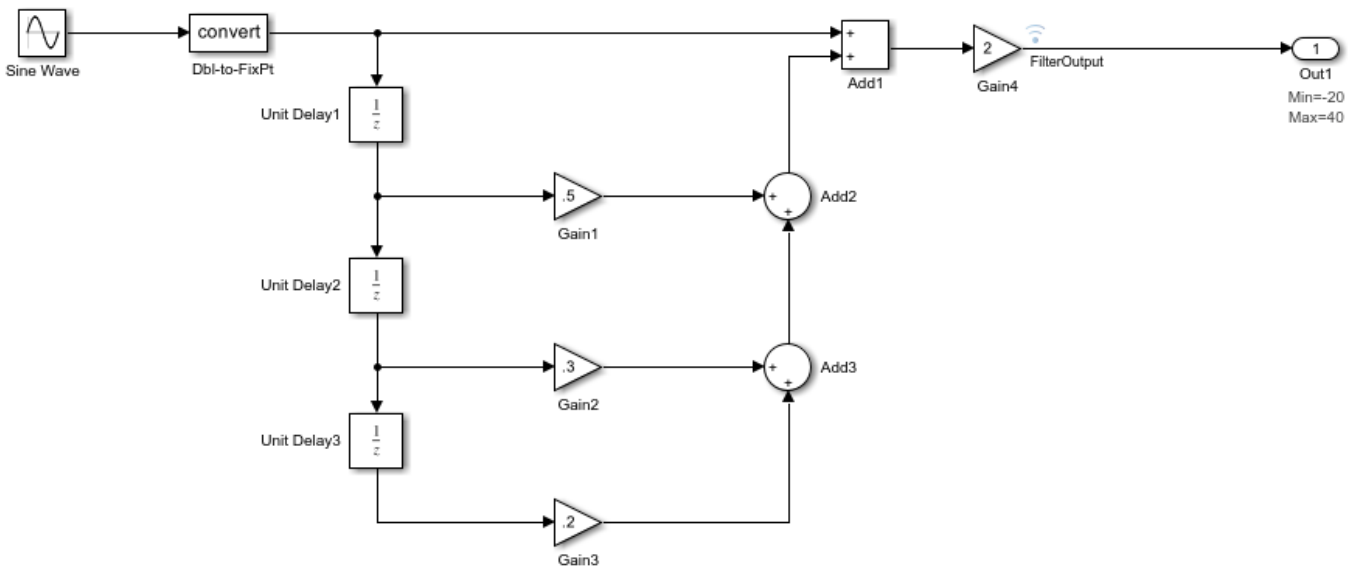 convert
+
+
2
1
Sine Wave
Dbl-to-FixPt
Add1
Gain4
FilterOutput
Out1
Min=-20
Max=40
Unit Delay1
1
z
.5
+
+
Add2
Gain1
Unit Delay2
1
z
.3
+
+
Add3
Gain2
Unit Delay3
1
z
.2
Gain3